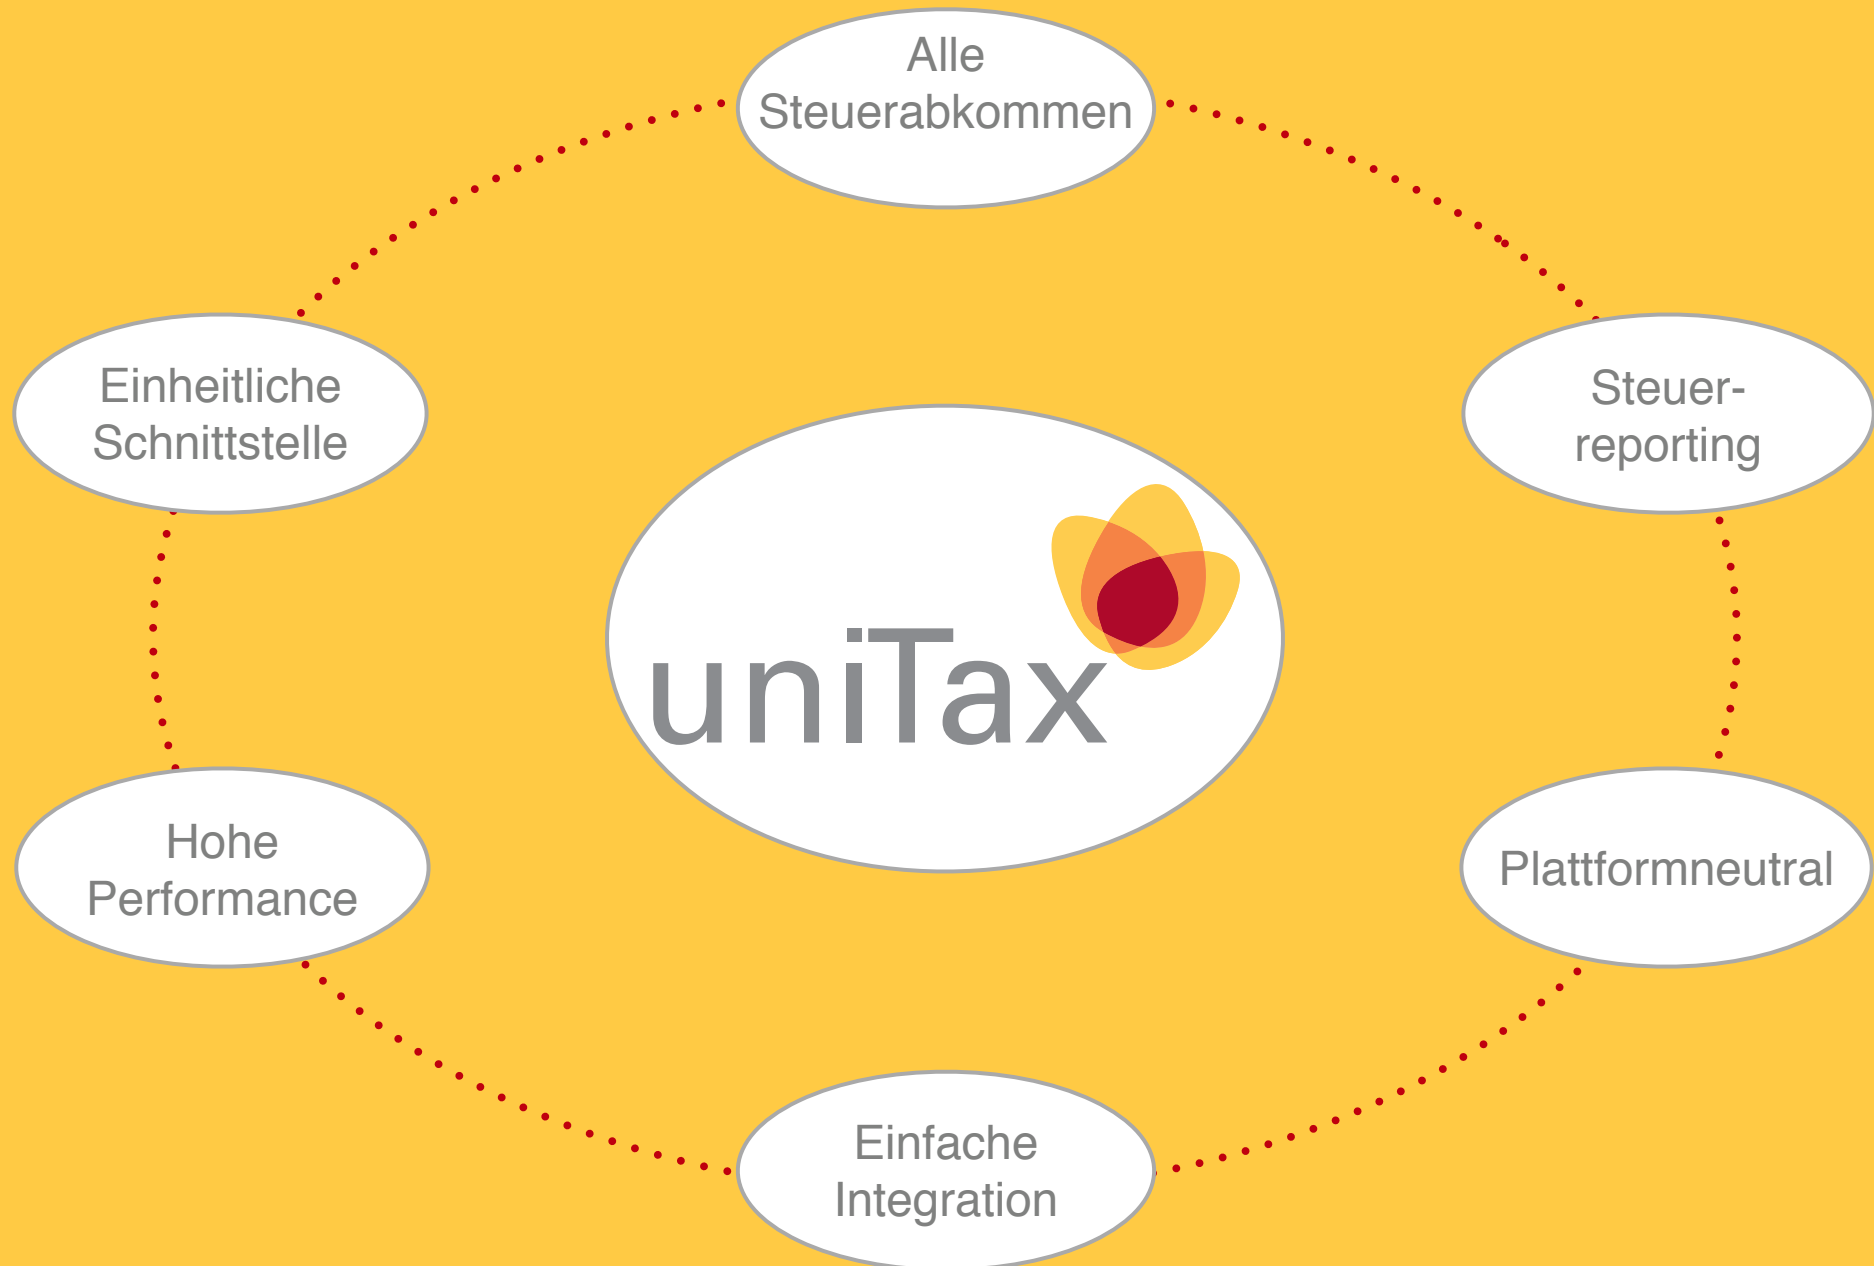 Alle
Steuerabkommen
Einheitliche
Schnittstelle
Steuer-
reporting
uniTax
Hohe
Performance
Plattformneutral
Einfache
Integration